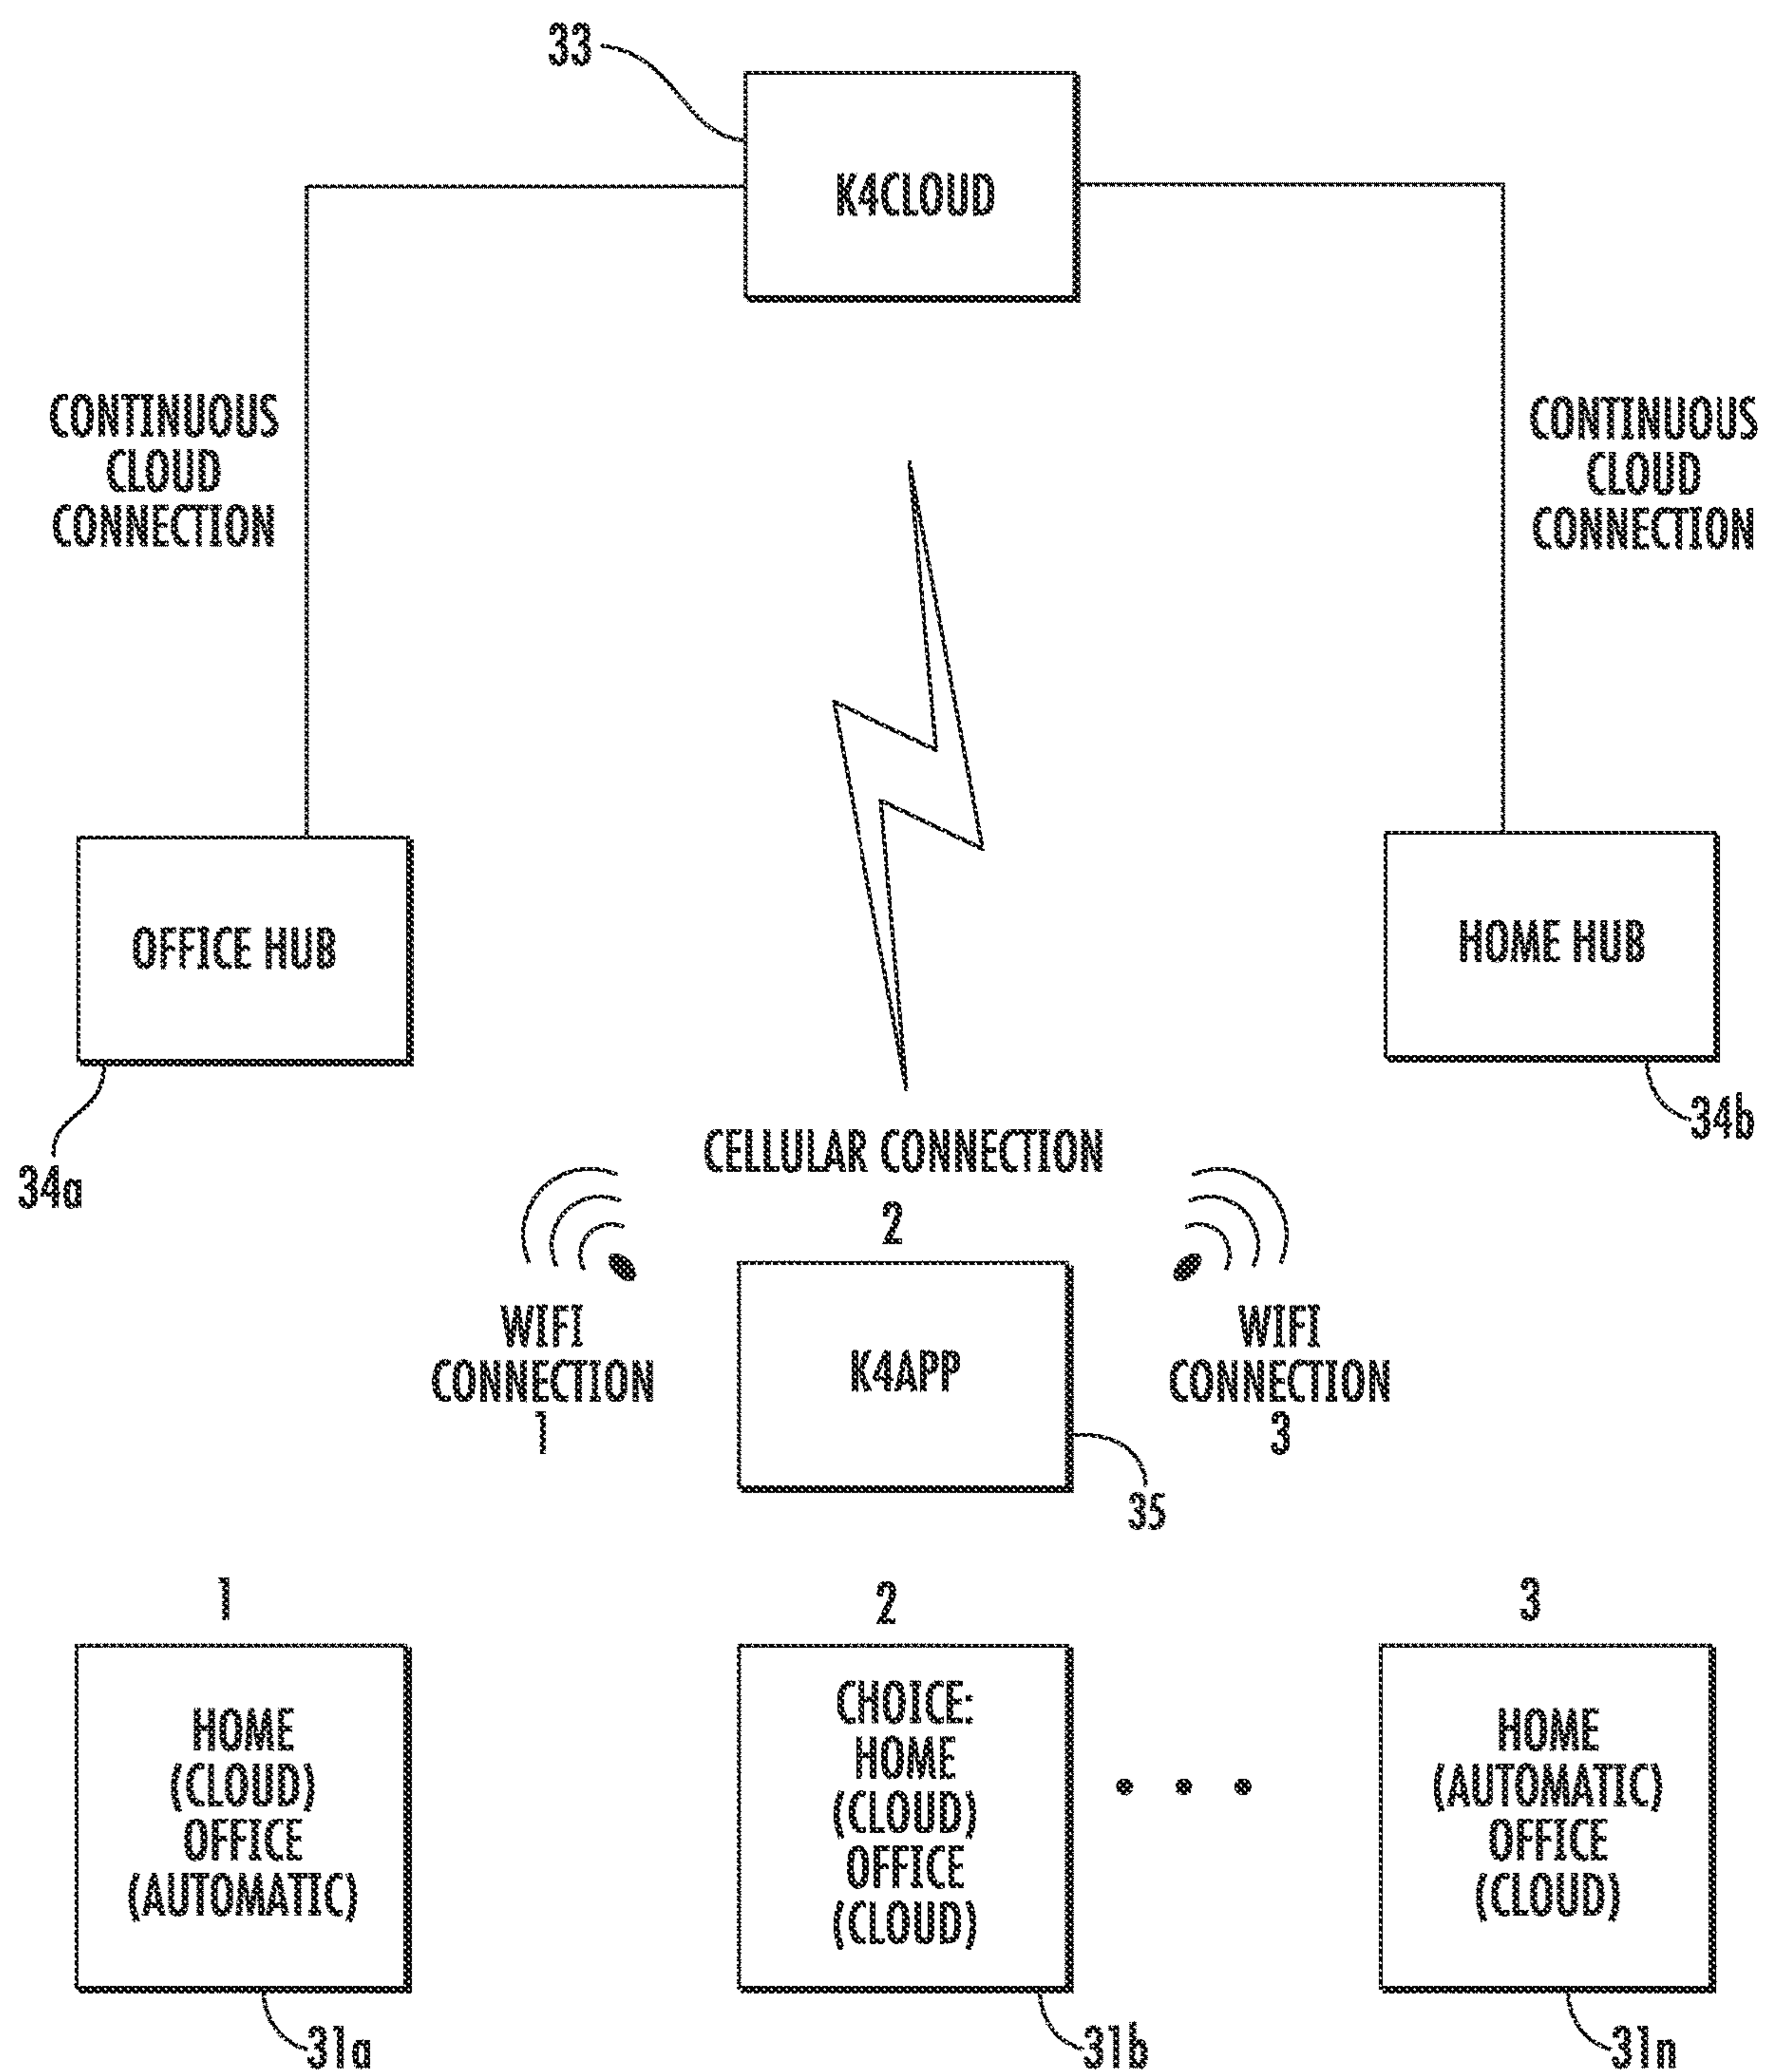 33
K4CLOUD
CONTINUOUS
CLOUD
CONNECTION
CONTINUOUS
CLOUD
CONNECTION
OFFICE HUB
HOME HUB
34a
34b
CELLULAR CONNECTION
2
WIFI
CONNECTION
1
K4APP
WIFI
CONNECTION
3
35
1
HOME
(CLOUD)
OFFICE
(AUTOMATIC)
31a
2
CHOICE:
HOME
(CLOUD)
OFFICE
(CLOUD)
31b
3
HOME
(AUTOMATIC)
OFFICE
(CLOUD)
31n